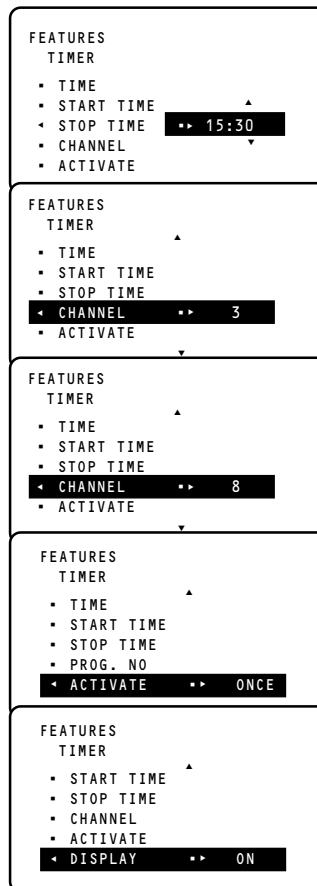 FEATURES
TIMER
▪ TIME
▪ START TIME
◂ STOP TIME ▪▸ 15:30
▪ CHANNEL
▪ ACTIVATE
FEATURES
TIMER
▪ TIME
▪ START TIME
▪ STOP TIME
◂ CHANNEL ▪▸ 3
▪ ACTIVATE
FEATURES
TIMER
▪ TIME
▪ START TIME
▪ STOP TIME
◂ CHANNEL ▪▸ 8
▪ ACTIVATE
FEATURES
TIMER
▪ TIME
▪ START TIME
▪ STOP TIME
▪ PROG. NO
◂ ACTIVATE ▪▸ ONCE
FEATURES
TIMER
▪ START TIME
▪ STOP TIME
▪ CHANNEL
▪ ACTIVATE
◂ DISPLAY ▪▸ ON